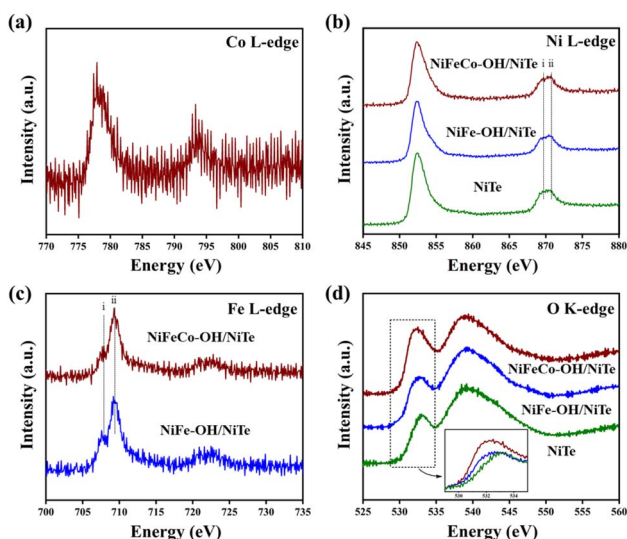 (a)
Co L-edge
Intensity (a.u.)
770 775 780 785 790 795 800 805 810
Energy (eV)
(b)
Ni L-edge
NiFeCo-OH/NiTe
i ii
NiFe-OH/NiTe
NiTe
Intensity (a.u.)
845 850 855 860 865 870 875 880
Energy (eV)
(c)
Fe L-edge
i
ii
NiFeCo-OH/NiTe
NiFe-OH/NiTe
Intensity (a.u.)
700 705 710 715 720 725 730 735
Energy (eV)
(d)
O K-edge
NiFeCo-OH/NiTe
NiFe-OH/NiTe
NiTe
530 532 534
Intensity (a.u.)
525 530 535 540 545 550 555 560
Energy (eV)